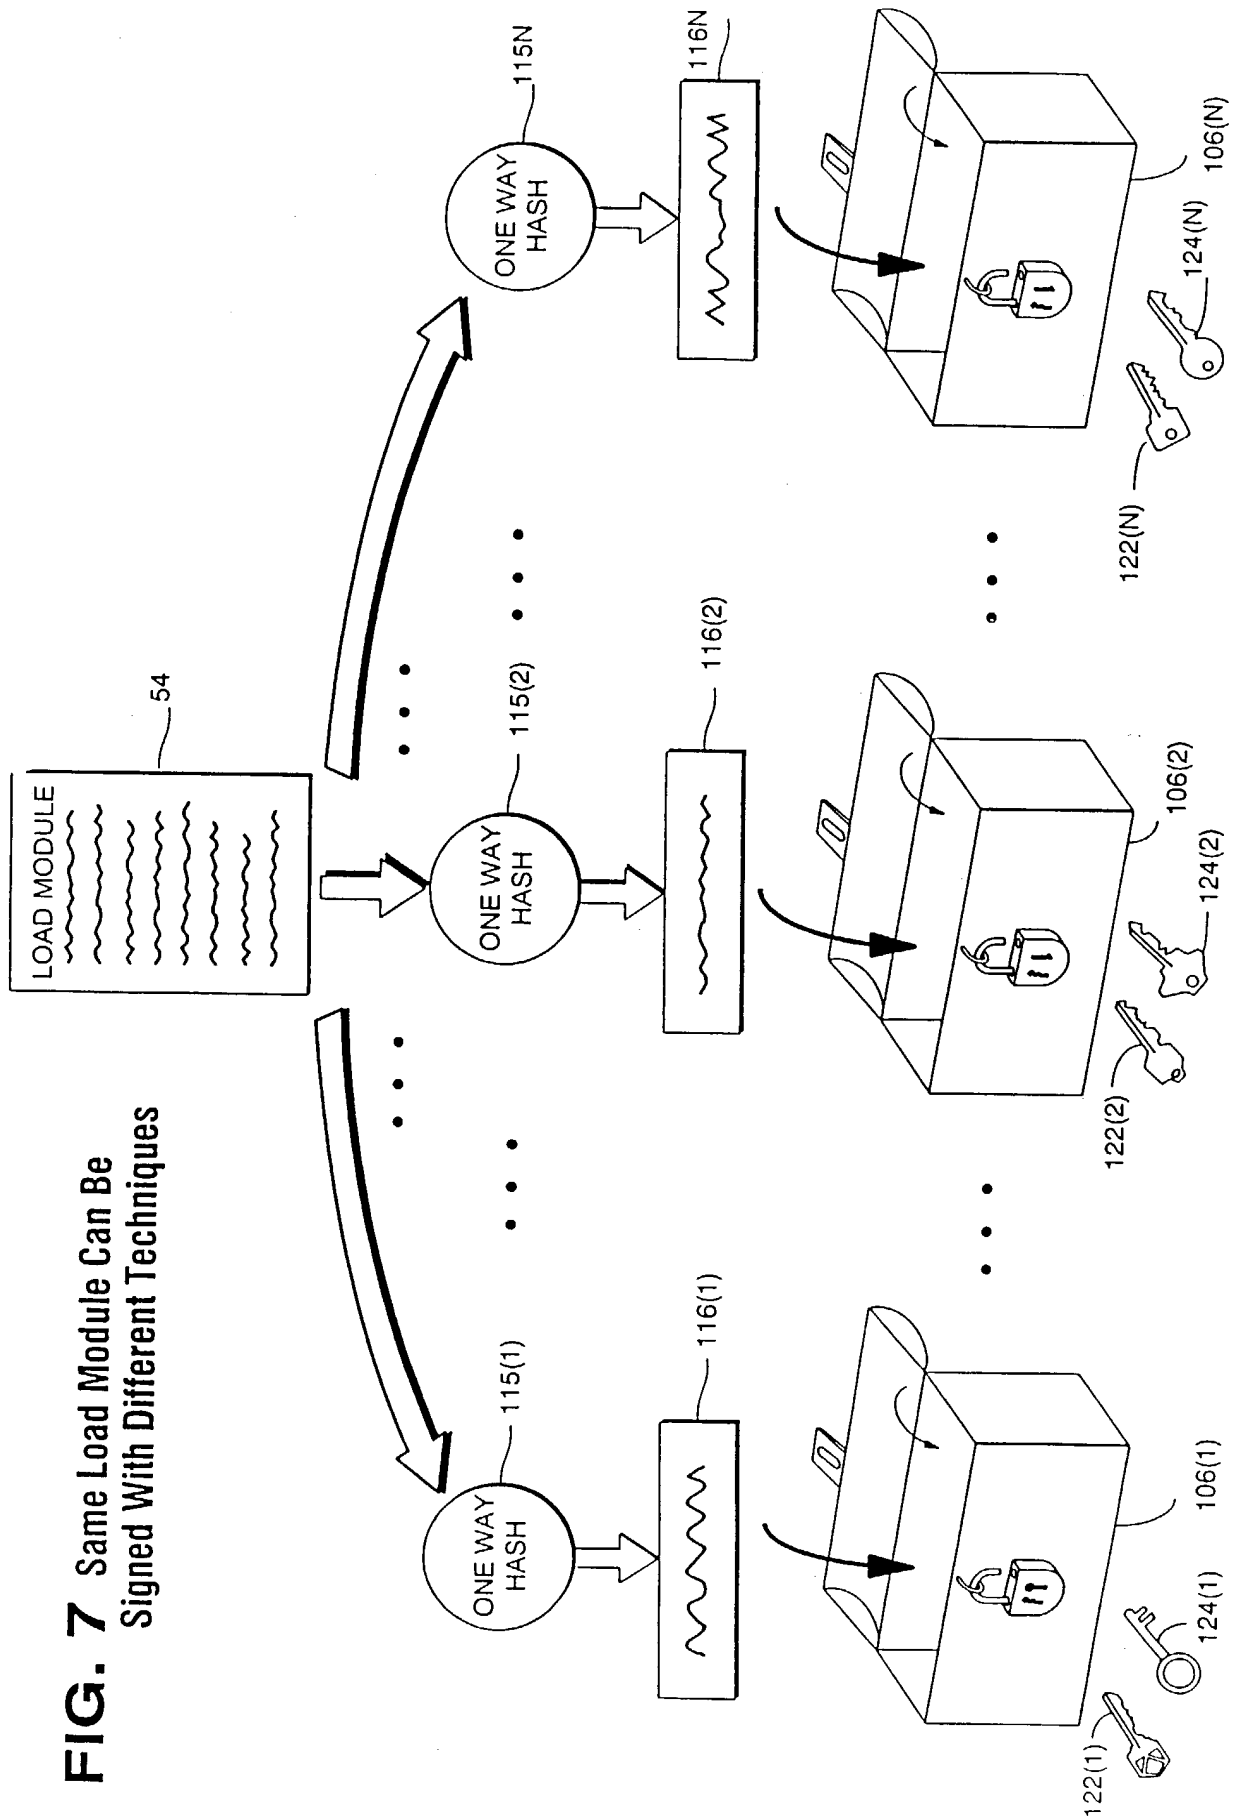 FIG. 7 Same Load Module Can Be
Signed With Different Techniques
LOAD MODULE
54
ONE WAY
HASH
115(1)
ONE WAY
HASH
115(2)
ONE WAY
HASH
115N
116(1)
116(2)
116N
106(1)
106(2)
106(N)
122(1)
124(1)
122(2)
124(2)
122(N)
124(N)